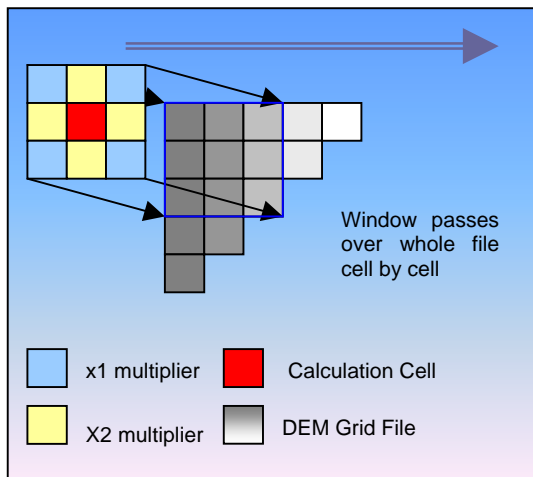 Window passes
over whole file
cell by cell
x1 multiplier
Calculation Cell
X2 multiplier
DEM Grid File